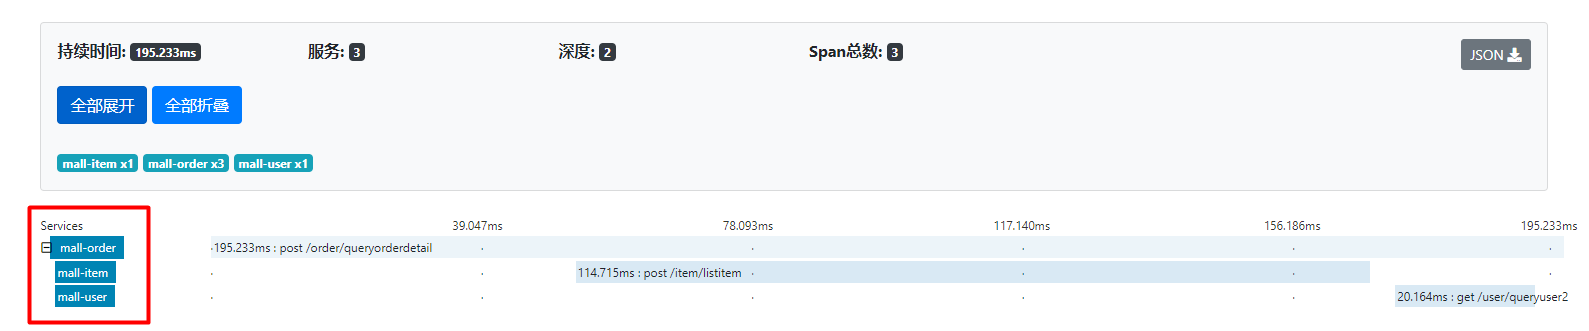 持续时间: 195.233ms 服务: 3 深度: 2 Span总数: 3 JSON
全部展开 全部折叠
mall-item x1 mall-order x3 mall-user x1
Services 39.047ms 78.093ms 117.140ms 156.186ms 195.233ms
mall-order 195.233ms : post /order/queryorderdetail
mall-item 114.715ms : post /item/listitem
mall-user 20.164ms : get /user/queryuser2